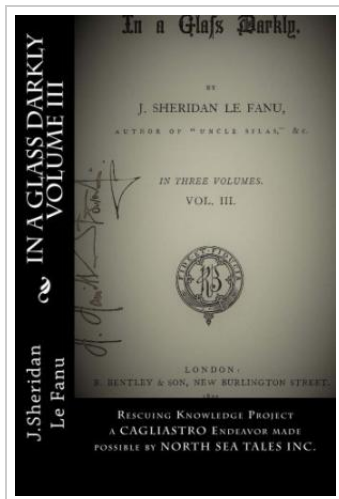 IN A GLASS DARKLY
VOLUME III
J.Sheridan
Le Fanu
In a Glaſs Darkly.
BY
J. SHERIDAN LE FANU,
AUTHOR OF "UNCLE SILAS," &c.
IN THREE VOLUMES.
VOL. III.
LONDON:
R. BENTLEY & SON, NEW BURLINGTON STREET.
RESCUING KNOWLEDGE PROJECT
A CAGLIASTRO ENDEAVOR MADE
POSSIBLE BY NORTH SEA TALES INC.